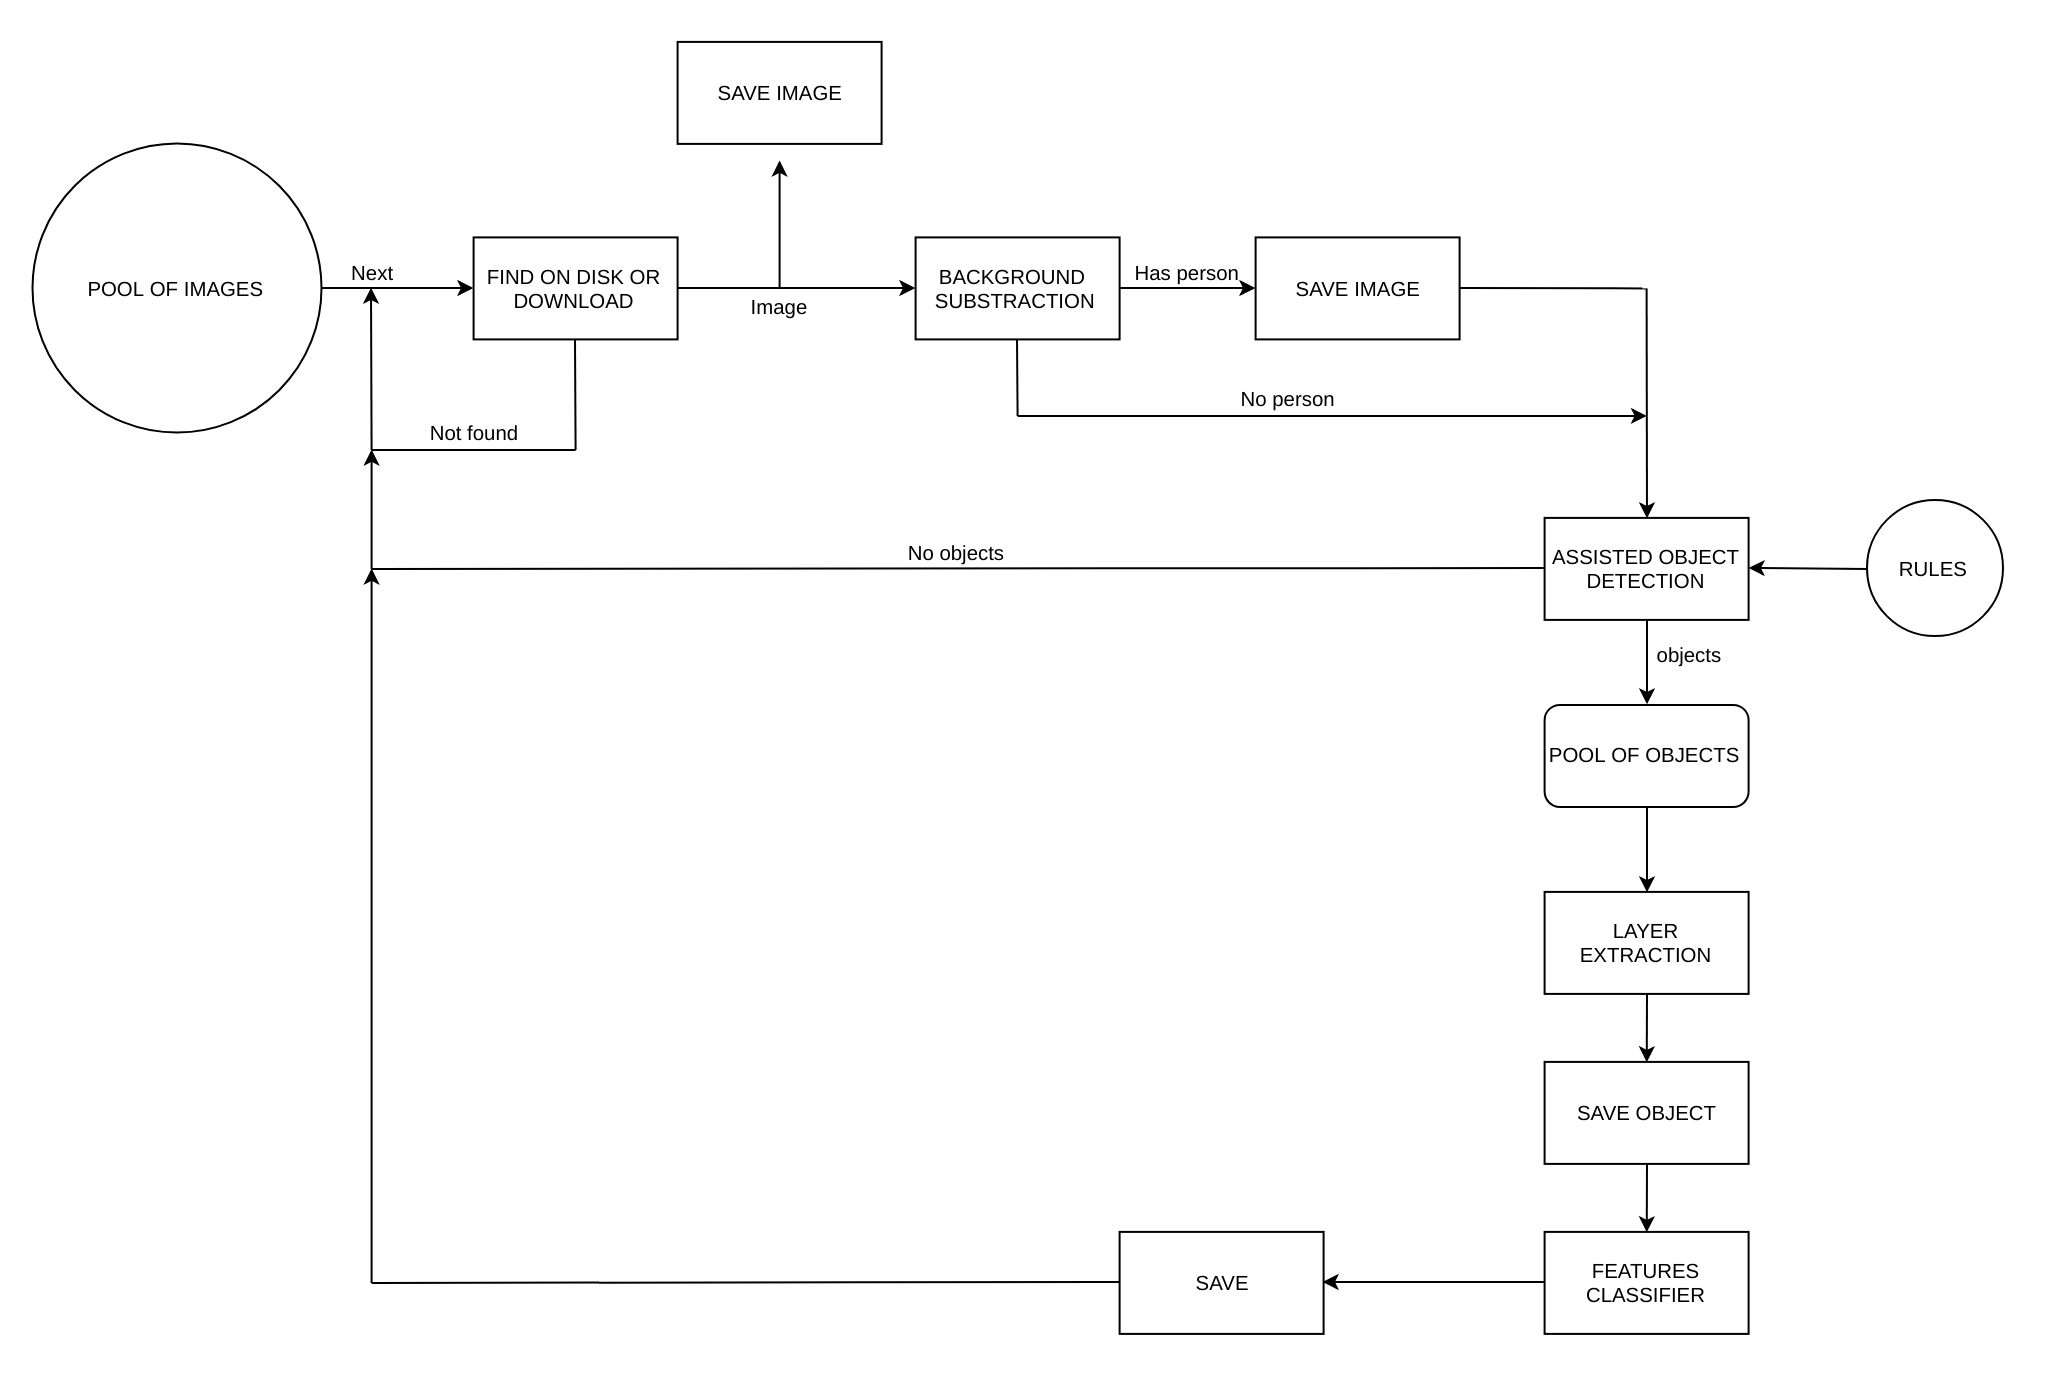 SAVE IMAGE
POOL OF IMAGES
Next
FIND ON DISK OR
DOWNLOAD
Image
BACKGROUND
SUBSTRACTION
Has person
SAVE IMAGE
No person
Not found
No objects
ASSISTED OBJECT
DETECTION
RULES
objects
POOL OF OBJECTS
LAYER
EXTRACTION
SAVE OBJECT
FEATURES
CLASSIFIER
SAVE